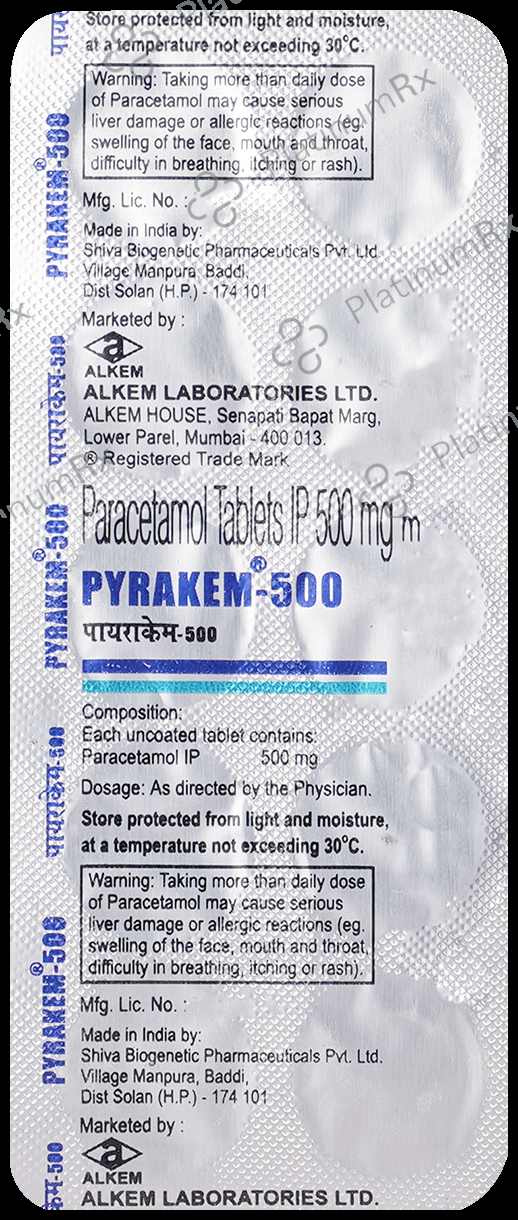 Store protected from light and moisture,
at a temperature not exceeding 30°C.
Warning: Taking more than daily dose
of Paracetamol may cause serious
liver damage or allergic reactions (eg.
swelling of the face, mouth and throat,
difficulty in breathing, itching or rash).
Mfg. Lic. No. :
Made in India by:
Shiva Biogenetic Pharmaceuticals Pvt. Ltd.
Village Manpura, Baddi,
Dist Solan (H.P.) - 174 101
Marketed by :
a
ALKEM
ALKEM LABORATORIES LTD.
ALKEM HOUSE, Senapati Bapat Marg,
Lower Parel, Mumbai - 400 013.
® Registered Trade Mark
Paracetamol Tablets IP 500 mg m
PYRAKEM®-500
पायराकेम-500
Composition:
Each uncoated tablet contains:
Paracetamol IP 500 mg
Dosage: As directed by the Physician.
Store protected from light and moisture,
at a temperature not exceeding 30°C.
Warning: Taking more than daily dose
of Paracetamol may cause serious
liver damage or allergic reactions (eg.
swelling of the face, mouth and throat,
difficulty in breathing, itching or rash).
Mfg. Lic. No. :
Made in India by:
Shiva Biogenetic Pharmaceuticals Pvt. Ltd.
Village Manpura, Baddi,
Dist Solan (H.P.) - 174 101
Marketed by :
a
ALKEM
ALKEM LABORATORIES LTD.
PYRAKEM®-500
पायराकेम-500
PYRAKEM®-500
पायराकेम-500
PYRAKEM®-500
PlatinumRx
PlatinumRx
PlatinumRx